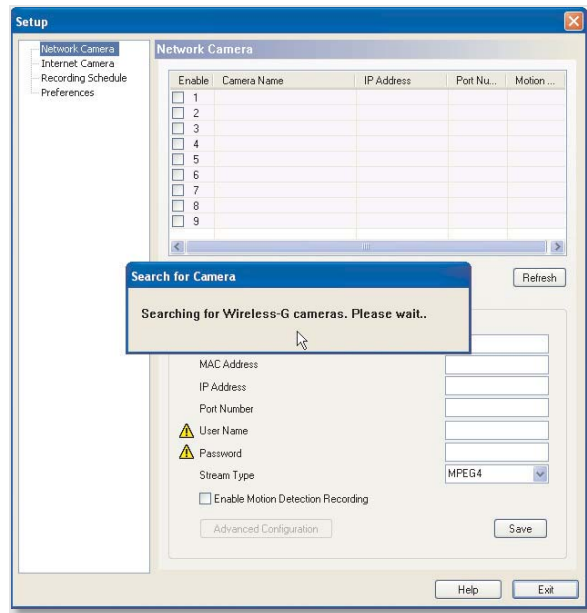 Setup
Network Camera
Internet Camera
Recording Schedule
Preferences
Network Camera
Enable Camera Name IP Address Port Nu... Motion ...
1
2
3
4
5
6
7
8
9
Refresh
Search for Camera
Searching for Wireless-G cameras. Please wait..
MAC Address
IP Address
Port Number
User Name
Password
Stream Type MPEG4
Enable Motion Detection Recording
Advanced Configuration Save
Help Exit